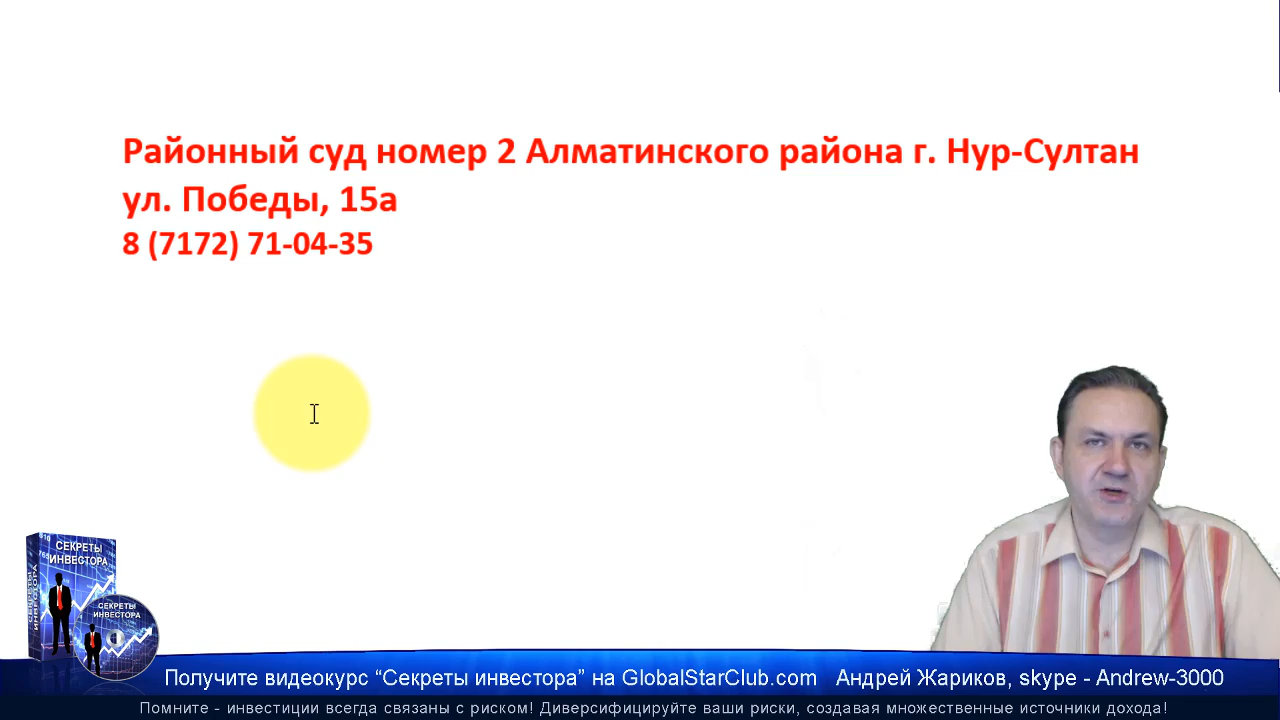 Районный суд номер 2 Алматинского района г. Нур-Султан
ул. Победы, 15а
8 (7172) 71-04-35
СЕКРЕТЫ
ИНВЕСТОРА
СЕКРЕТЫ
ИНВЕСТОРА
Получите видеокурс “Секреты инвестора” на GlobalStarClub.com Андрей Жариков, skype - Andrew-3000
Помните - инвестиции всегда связаны с риском! Диверсифицируйте ваши риски, создавая множественные источники дохода!